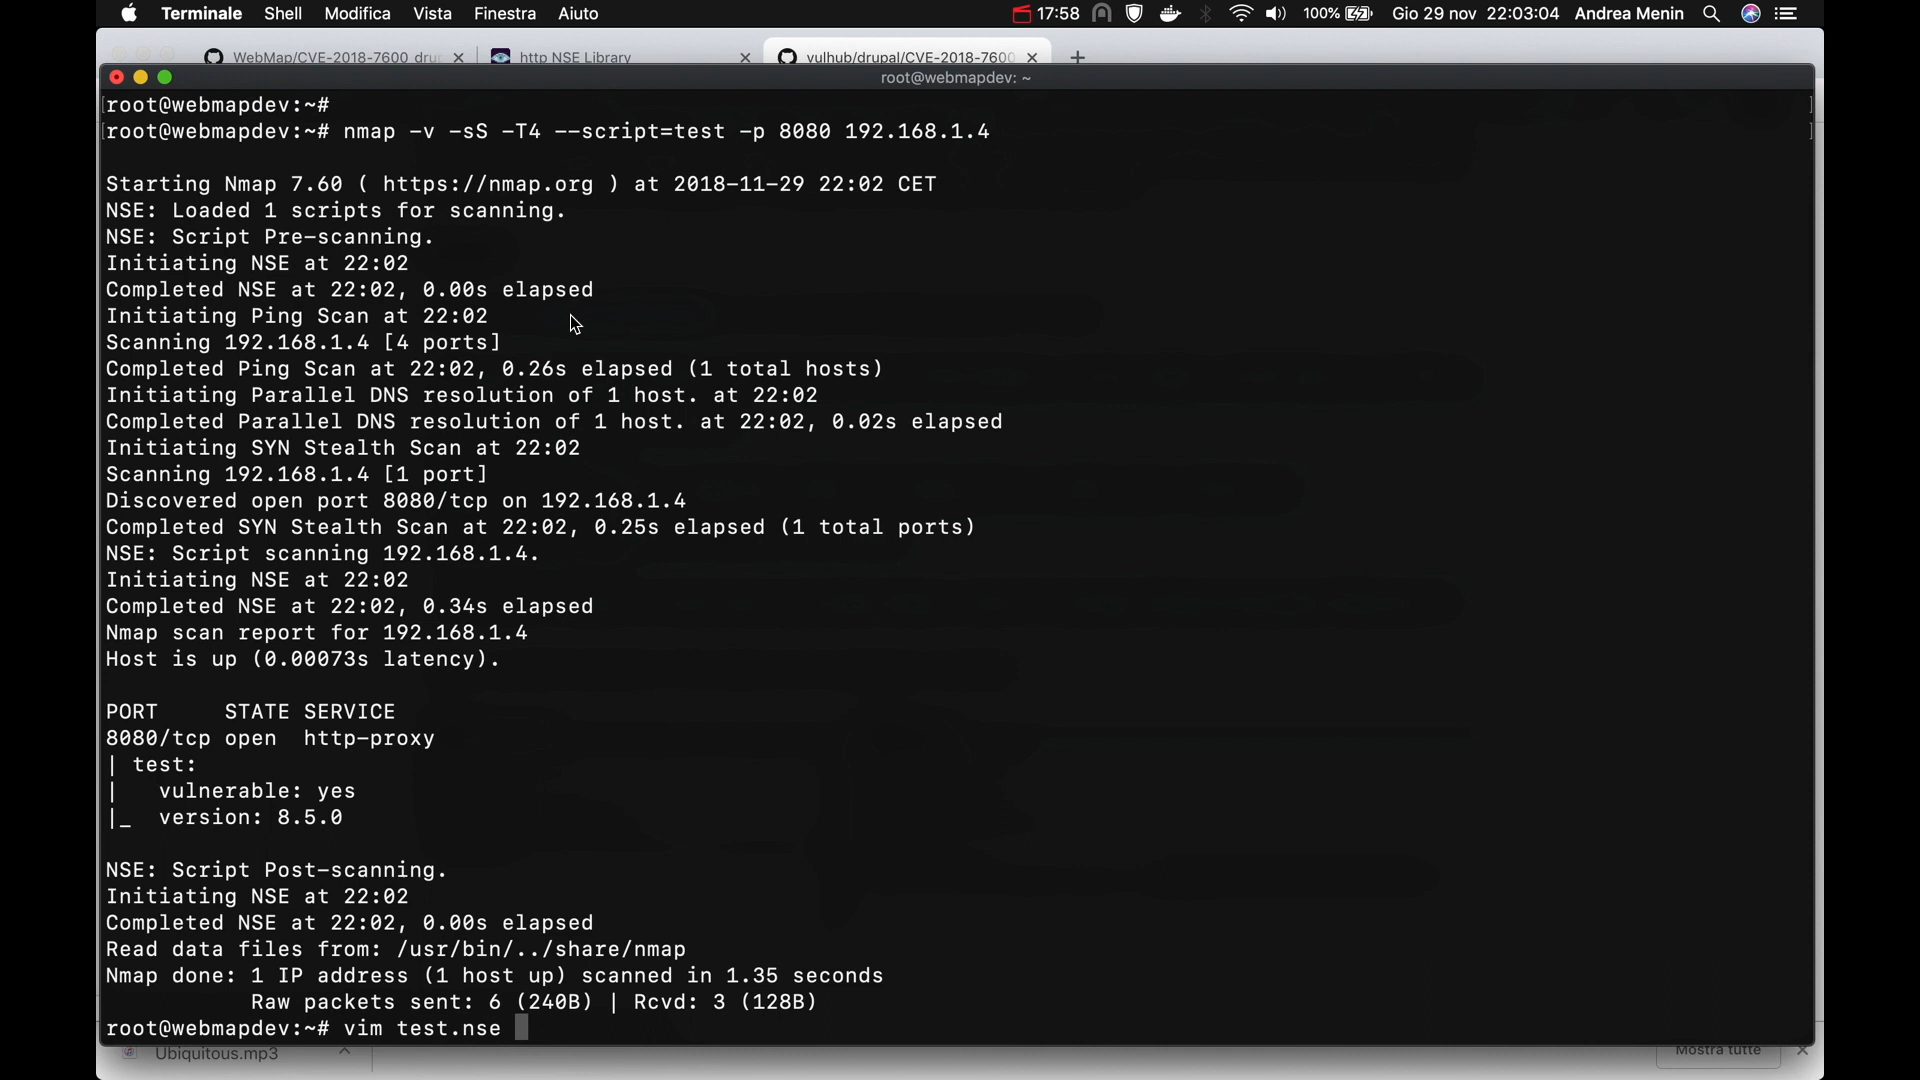 Terminale Shell Modifica Vista Finestra Aiuto 17:58 100% Gio 29 nov 22:03:04 Andrea Menin
WebMap/CVE-2018-7600 dru http NSE Library vulhub/drupal/CVE-2018-7600
root@webmapdev: ~
[root@webmapdev:~# ]
[root@webmapdev:~# nmap -v -sS -T4 --script=test -p 8080 192.168.1.4 ]
Starting Nmap 7.60 ( https://nmap.org ) at 2018-11-29 22:02 CET
NSE: Loaded 1 scripts for scanning.
NSE: Script Pre-scanning.
Initiating NSE at 22:02
Completed NSE at 22:02, 0.00s elapsed
Initiating Ping Scan at 22:02
Scanning 192.168.1.4 [4 ports]
Completed Ping Scan at 22:02, 0.26s elapsed (1 total hosts)
Initiating Parallel DNS resolution of 1 host. at 22:02
Completed Parallel DNS resolution of 1 host. at 22:02, 0.02s elapsed
Initiating SYN Stealth Scan at 22:02
Scanning 192.168.1.4 [1 port]
Discovered open port 8080/tcp on 192.168.1.4
Completed SYN Stealth Scan at 22:02, 0.25s elapsed (1 total ports)
NSE: Script scanning 192.168.1.4.
Initiating NSE at 22:02
Completed NSE at 22:02, 0.34s elapsed
Nmap scan report for 192.168.1.4
Host is up (0.00073s latency).
PORT     STATE SERVICE
8080/tcp open  http-proxy
| test:
|   vulnerable: yes
|_  version: 8.5.0
NSE: Script Post-scanning.
Initiating NSE at 22:02
Completed NSE at 22:02, 0.00s elapsed
Read data files from: /usr/bin/../share/nmap
Nmap done: 1 IP address (1 host up) scanned in 1.35 seconds
Raw packets sent: 6 (240B) | Rcvd: 3 (128B)
root@webmapdev:~# vim test.nse
Ubiquitous.mp3 Mostra tutte